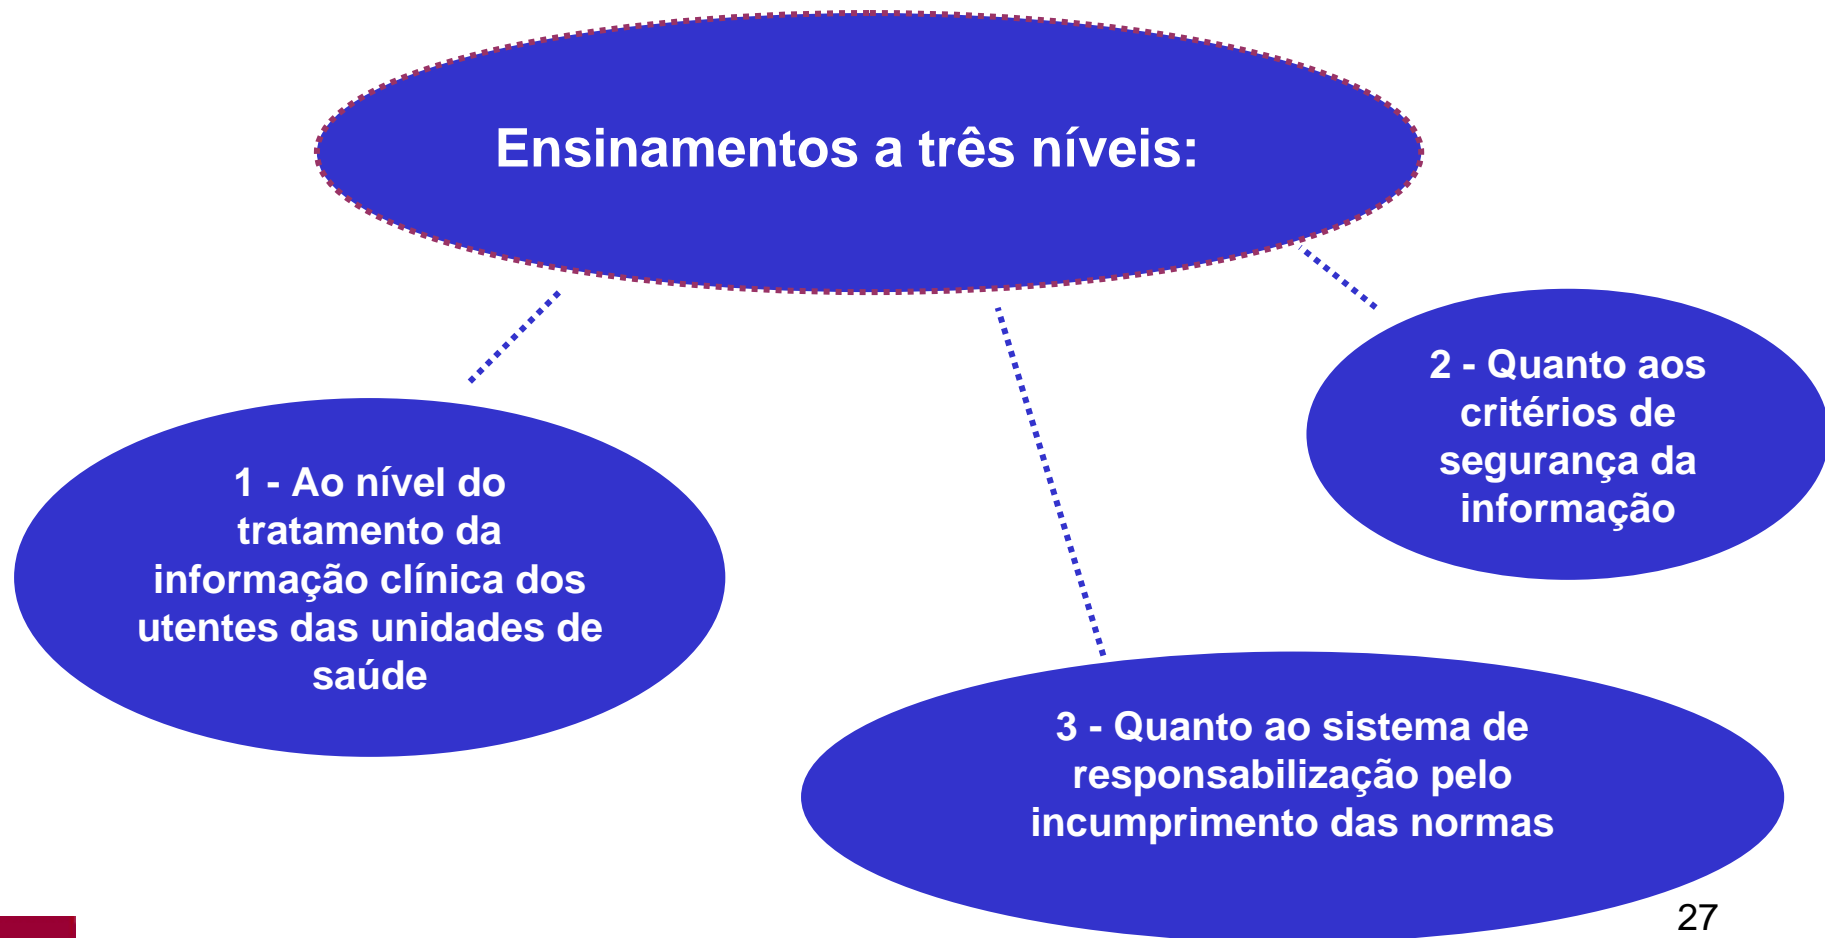 Ensinamentos a três níveis:
1 - Ao nível do
tratamento da
informação clínica dos
utentes das unidades de
saúde
2 - Quanto aos
critérios de
segurança da
informação
3 - Quanto ao sistema de
responsabilização pelo
incumprimento das normas
27